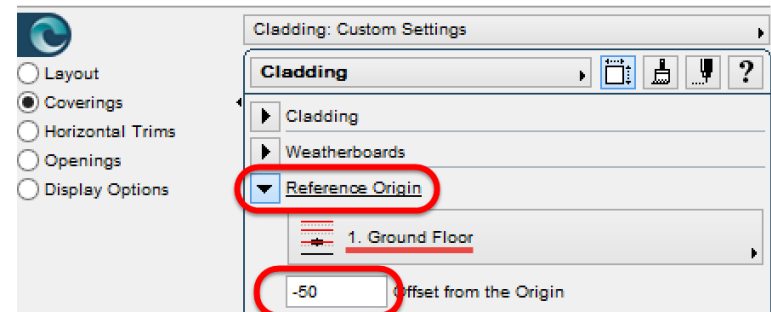 Cladding: Custom Settings
Cladding
?
Layout
Coverings
Horizontal Trims
Openings
Display Options
Cladding
Weatherboards
Reference Origin
1. Ground Floor
-50 Offset from the Origin